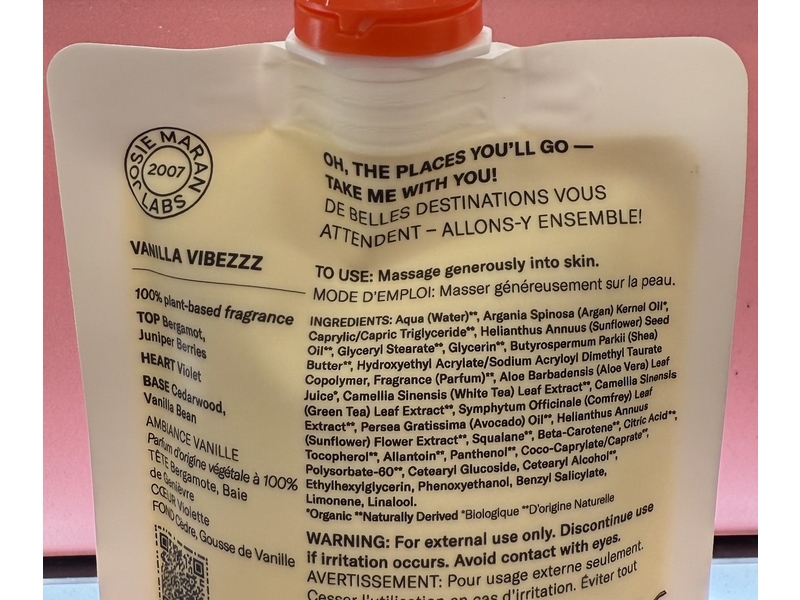 JOSIE MARAN
2007
LABS
VANILLA VIBEZZZ
100% plant-based fragrance
TOP Bergamot,
Juniper Berries
HEART Violet
BASE Cedarwood,
Vanilla Bean
AMBIANCE VANILLE
Parfum d'origine végétale à 100%
TÊTE Bergamote, Baie
de Genièvre
CŒUR Violette
FOND Cèdre, Gousse de Vanille
OH, THE PLACES YOU'LL GO —
TAKE ME WITH YOU!
DE BELLES DESTINATIONS VOUS
ATTENDENT – ALLONS-Y ENSEMBLE!
TO USE: Massage generously into skin.
MODE D'EMPLOI: Masser généreusement sur la peau.
INGREDIENTS: Aqua (Water)**, Argania Spinosa (Argan) Kernel Oil*,
Caprylic/Capric Triglyceride**, Helianthus Annuus (Sunflower) Seed
Oil**, Glyceryl Stearate**, Glycerin**, Butyrospermum Parkii (Shea)
Butter**, Hydroxyethyl Acrylate/Sodium Acryloyl Dimethyl Taurate
Copolymer, Fragrance (Parfum)**, Aloe Barbadensis (Aloe Vera) Leaf
Juice*, Camellia Sinensis (White Tea) Leaf Extract**, Camellia Sinensis
(Green Tea) Leaf Extract**, Symphytum Officinale (Comfrey) Leaf
Extract**, Persea Gratissima (Avocado) Oil**, Helianthus Annuus
(Sunflower) Flower Extract**, Squalane**, Beta-Carotene**, Citric Acid**,
Tocopherol**, Allantoin**, Panthenol**, Coco-Caprylate/Caprate**,
Polysorbate-60**, Cetearyl Glucoside, Cetearyl Alcohol**,
Ethylhexylglycerin, Phenoxyethanol, Benzyl Salicylate,
Limonene, Linalool.
*Organic **Naturally Derived *Biologique **D'origine Naturelle
WARNING: For external use only. Discontinue use
if irritation occurs. Avoid contact with eyes.
AVERTISSEMENT: Pour usage externe seulement.
Cesser l'utilisation en cas d'irritation. Éviter tout